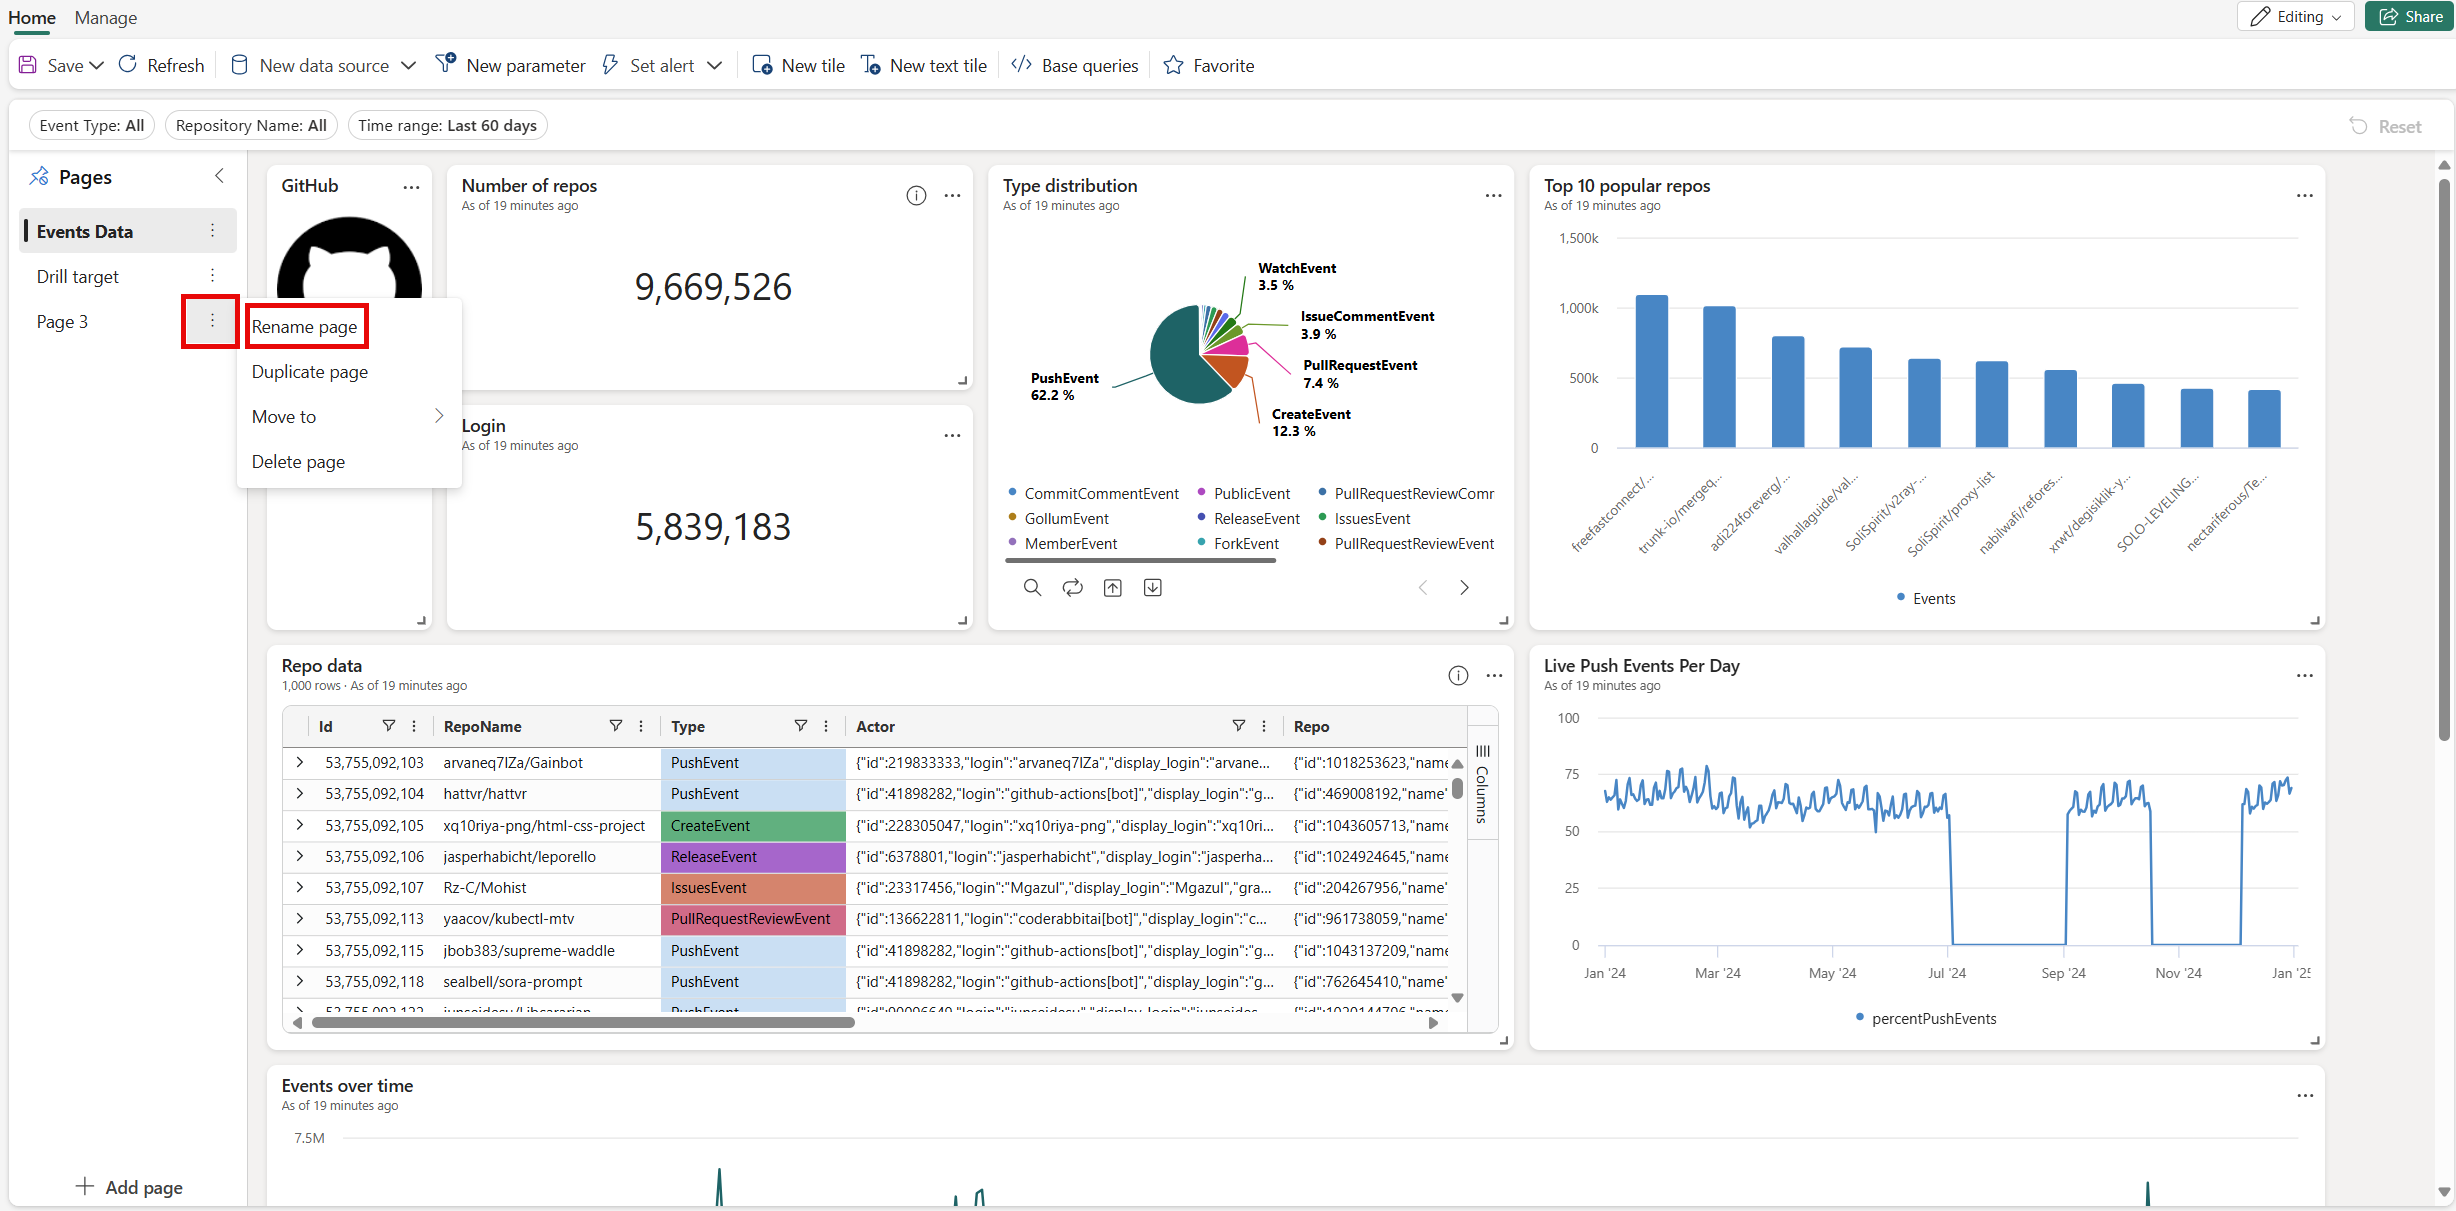 Home Manage
Editing Share
Save Refresh New data source New parameter Set alert New tile New text tile Base queries Favorite
Event Type: All Repository Name: All Time range: Last 60 days Reset
Pages
Events Data
Drill target
Page 3
Rename page
Duplicate page
Move to
Delete page
Add page
GitHub
Number of repos
As of 19 minutes ago
9,669,526
Login
As of 19 minutes ago
5,839,183
Type distribution
As of 19 minutes ago
WatchEvent
3.5 %
IssueCommentEvent
3.9 %
PullRequestEvent
7.4 %
CreateEvent
12.3 %
PushEvent
62.2 %
CommitCommentEvent PublicEvent PullRequestReviewComr
GollumEvent ReleaseEvent IssuesEvent
MemberEvent ForkEvent PullRequestReviewEvent
Top 10 popular repos
As of 19 minutes ago
1,500k
1,000k
500k
0
freefastconnect/...
trunk-io/mergeq...
adi224foreverg/...
valhallaguide/val...
SoliSpirit/v2ray-...
SoliSpirit/proxy-list
nabilwafi/refores...
xrwt/degisiklik-y...
SOLO-LEVELING...
nectariferous/Te...
Events
Repo data
1,000 rows · As of 19 minutes ago
Id RepoName Type Actor Repo
53,755,092,103 arvaneq7lZa/Gainbot PushEvent {"id":219833333,"login":"arvaneq7lZa","display_login":"arvane... {"id":1018253623,"name
53,755,092,104 hattvr/hattvr PushEvent {"id":41898282,"login":"github-actions[bot]","display_login":"g... {"id":469008192,"name"
53,755,092,105 xq10riya-png/html-css-project CreateEvent {"id":228305047,"login":"xq10riya-png","display_login":"xq10ri... {"id":1043605713,"name
53,755,092,106 jasperhabicht/leporello ReleaseEvent {"id":6378801,"login":"jasperhabicht","display_login":"jasperha... {"id":1024924645,"name
53,755,092,107 Rz-C/Mohist IssuesEvent {"id":23317456,"login":"Mgazul","display_login":"Mgazul","gra... {"id":204267956,"name"
53,755,092,113 yaacov/kubectl-mtv PullRequestReviewEvent {"id":136622811,"login":"coderabbitai[bot]","display_login":"c... {"id":961738059,"name"
53,755,092,115 jbob383/supreme-waddle PushEvent {"id":41898282,"login":"github-actions[bot]","display_login":"g... {"id":1043137209,"name
53,755,092,118 sealbell/sora-prompt PushEvent {"id":41898282,"login":"github-actions[bot]","display_login":"g... {"id":762645410,"name"
Columns
Live Push Events Per Day
As of 19 minutes ago
100
75
50
25
0
Jan '24 Mar '24 May '24 Jul '24 Sep '24 Nov '24 Jan '25
percentPushEvents
Events over time
As of 19 minutes ago
7.5M